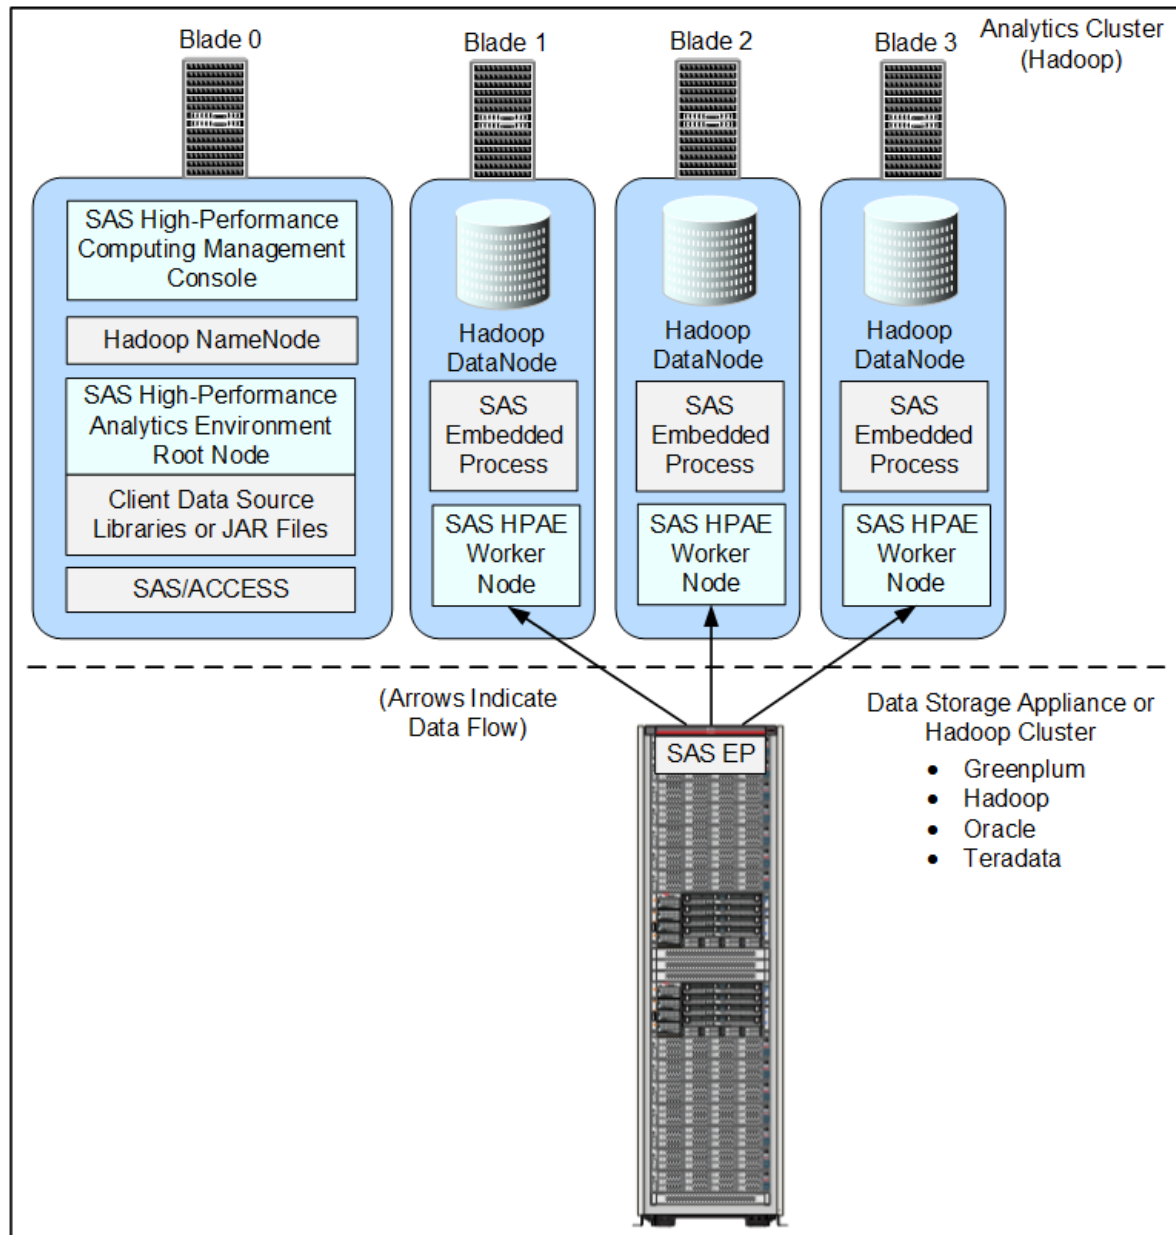 Blade 0
Blade 1
Blade 2
Blade 3
Analytics Cluster
(Hadoop)
SAS High-Performance
Computing Management
Console
Hadoop NameNode
SAS High-Performance
Analytics Environment
Root Node
Client Data Source
Libraries or JAR Files
SAS/ACCESS
Hadoop
DataNode
SAS
Embedded
Process
SAS HPAE
Worker
Node
Hadoop
DataNode
SAS
Embedded
Process
SAS HPAE
Worker
Node
Hadoop
DataNode
SAS
Embedded
Process
SAS HPAE
Worker
Node
(Arrows Indicate
Data Flow)
SAS EP
Data Storage Appliance or
Hadoop Cluster
• Greenplum
• Hadoop
• Oracle
• Teradata